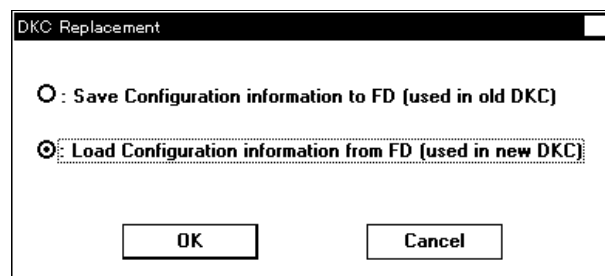 DKC Replacement
: Save Configuration information to FD (used in old DKC)
: Load Configuration information from FD (used in new DKC)
OK
Cancel